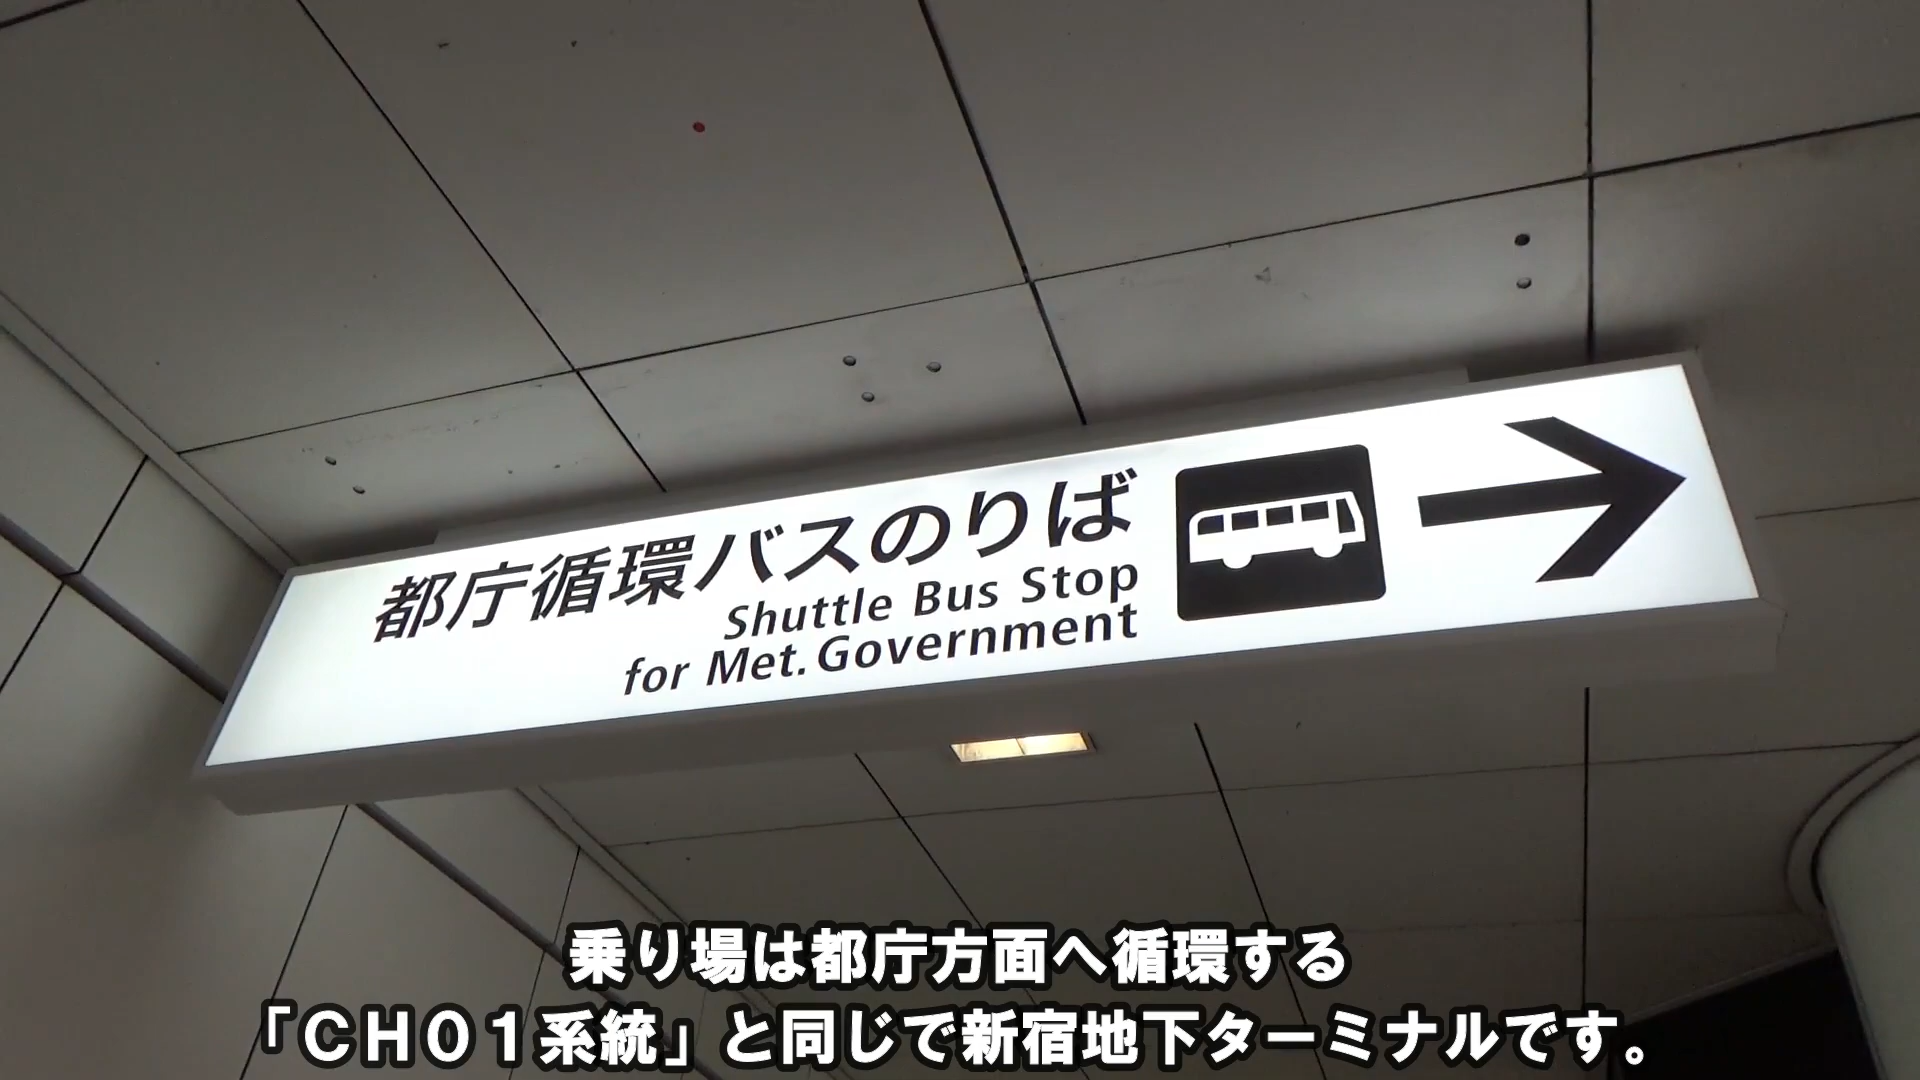 都庁循環バスのりば
Shuttle Bus Stop
for Met. Government
乗り場は都庁方面へ循環する
「CH01系統」と同じで新宿地下ターミナルです。